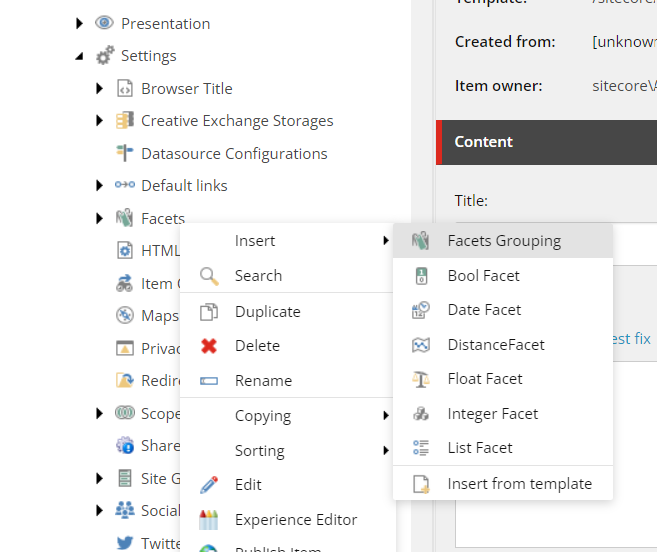 Template: /sitecore
Presentation
Created from: [unknown
Settings
Item owner: sitecore\A
Browser Title
Creative Exchange Storages
Content
Datasource Configurations
Default links
Title:
Facets
Insert
Facets Grouping
HTML
Search
Bool Facet
Item
Duplicate
Date Facet
Maps
Delete
DistanceFacet
est fix
Privac
Rename
Float Facet
Redire
Copying
Integer Facet
Scope
Sorting
List Facet
Share
Edit
Insert from template
Site G
Experience Editor
Social
Publish Item
Twitte